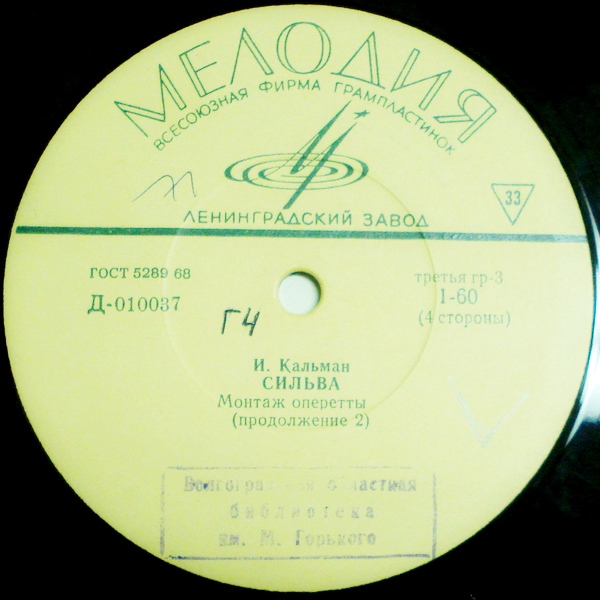 МЕЛОДИЯ
ВСЕСОЮЗНАЯ ФИРМА ГРАМПЛАСТИНОК
33
ЛЕНИНГРАДСКИЙ ЗАВОД
ГОСТ 5289 68
Д-010037
третья гр-3
1-60
(4 стороны)
Г4
И. Кальман
СИЛЬВА
Монтаж оперетты
(продолжение 2)
Волгоградская областная
библиотека
им. М. Горького